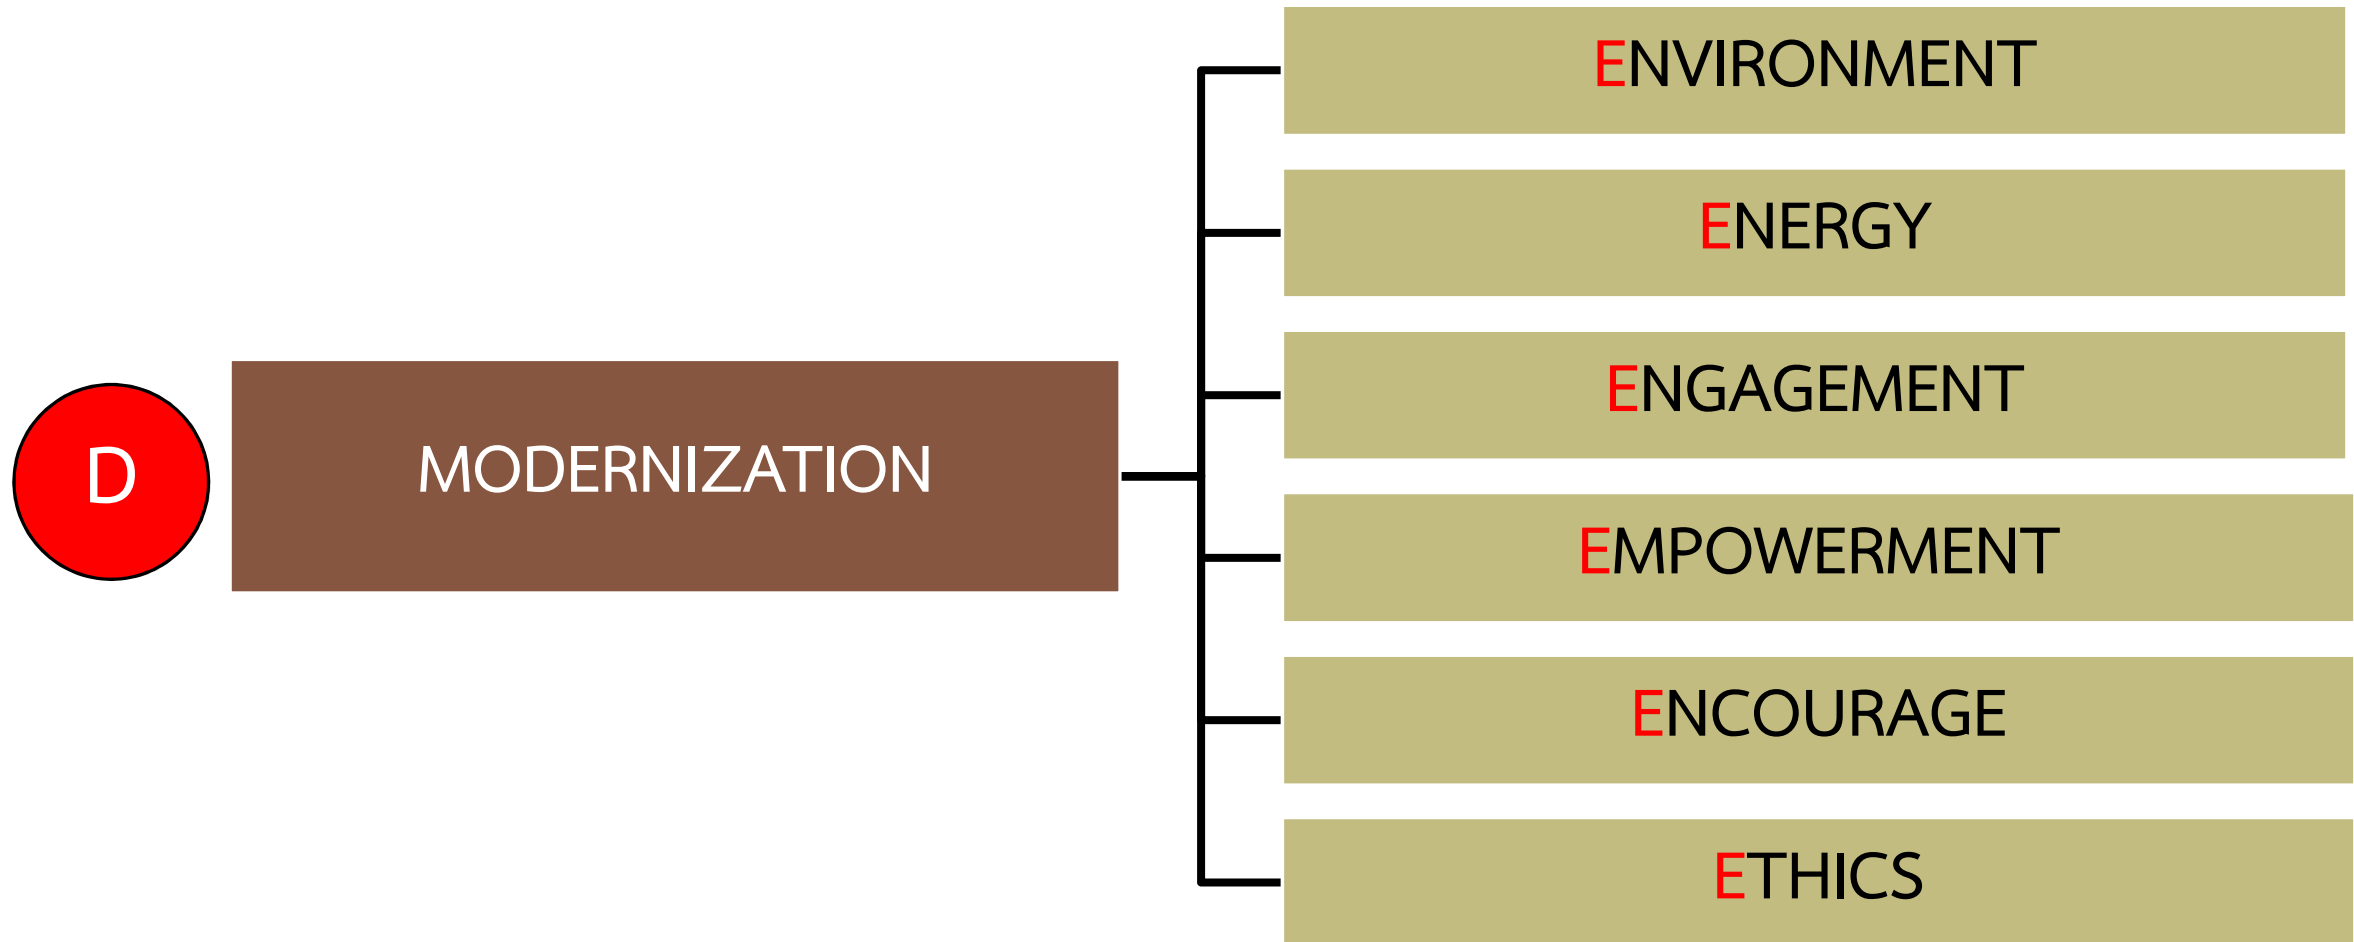 D
MODERNIZATION
ENVIRONMENT
ENERGY
ENGAGEMENT
EMPOWERMENT
ENCOURAGE
ETHICS